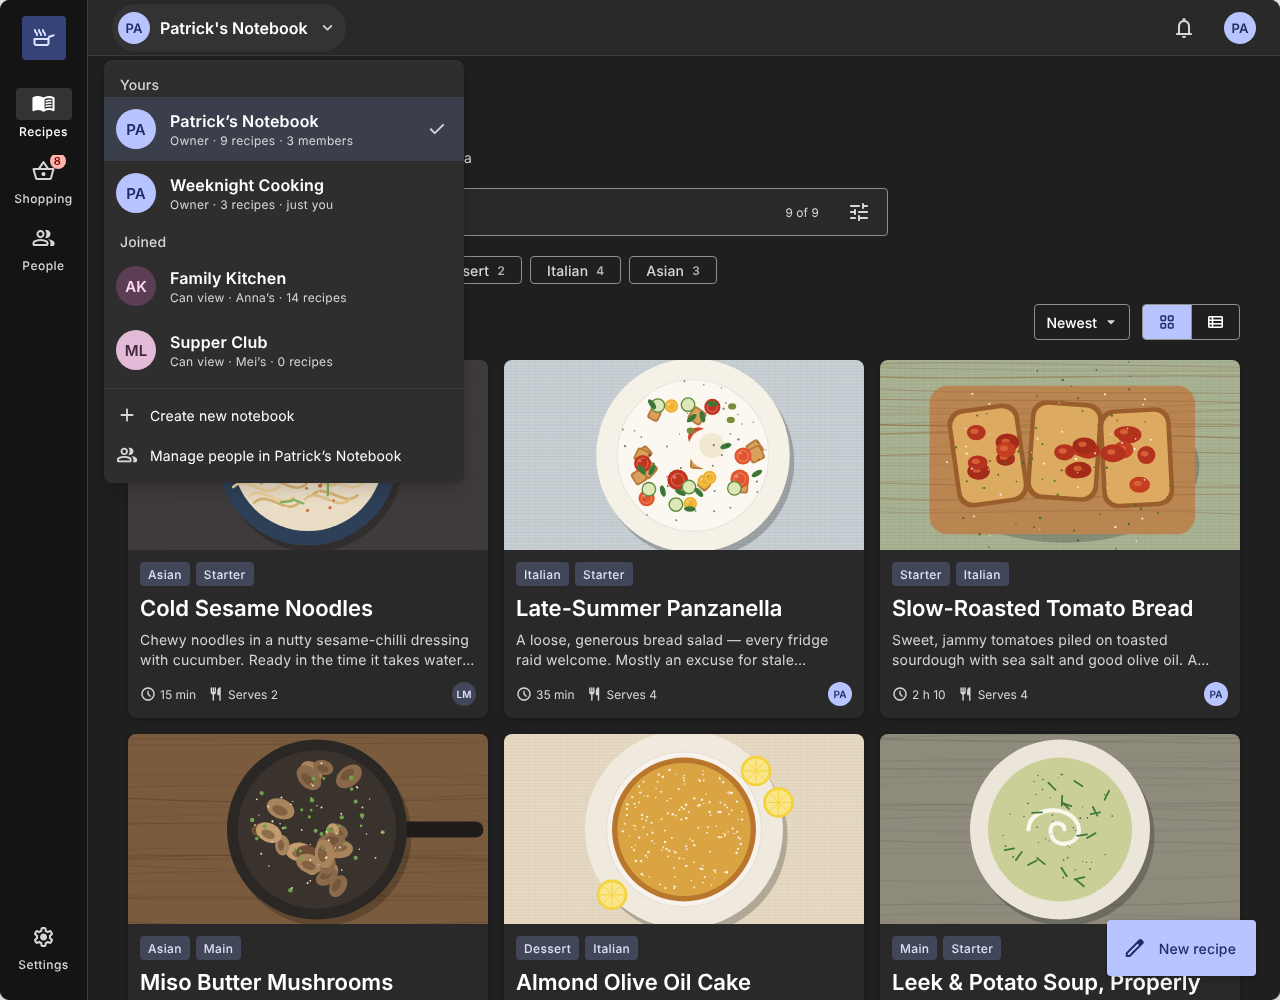 PA Patrick's Notebook
PA
Yours
PA Patrick’s Notebook
Owner · 9 recipes · 3 members
PA Weeknight Cooking
Owner · 3 recipes · just you
Joined
AK Family Kitchen
Can view · Anna’s · 14 recipes
ML Supper Club
Can view · Mei’s · 0 recipes
Create new notebook
Manage people in Patrick’s Notebook
Recipes
8
Shopping
People
Settings
9 of 9
Italian 4
Asian 3
Newest
Asian Starter
Cold Sesame Noodles
Chewy noodles in a nutty sesame-chilli dressing
with cucumber. Ready in the time it takes water…
15 min Serves 2 LM
Italian Starter
Late-Summer Panzanella
A loose, generous bread salad — every fridge
raid welcome. Mostly an excuse for stale…
35 min Serves 4 PA
Starter Italian
Slow-Roasted Tomato Bread
Sweet, jammy tomatoes piled on toasted
sourdough with sea salt and good olive oil. A…
2 h 10 Serves 4 PA
Asian Main
Miso Butter Mushrooms
Dessert Italian
Almond Olive Oil Cake
Main Starter
Leek & Potato Soup, Properly
New recipe